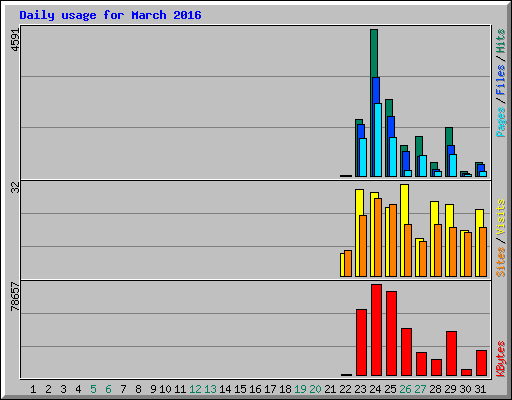 Daily usage for March 2016
4591
Pages / Files / Hits
32
Sites / Visits
78657
KBytes
1 2 3 4 5 6 7 8 9 10 11 12 13 14 15 16 17 18 19 20 21 22 23 24 25 26 27 28 29 30 31